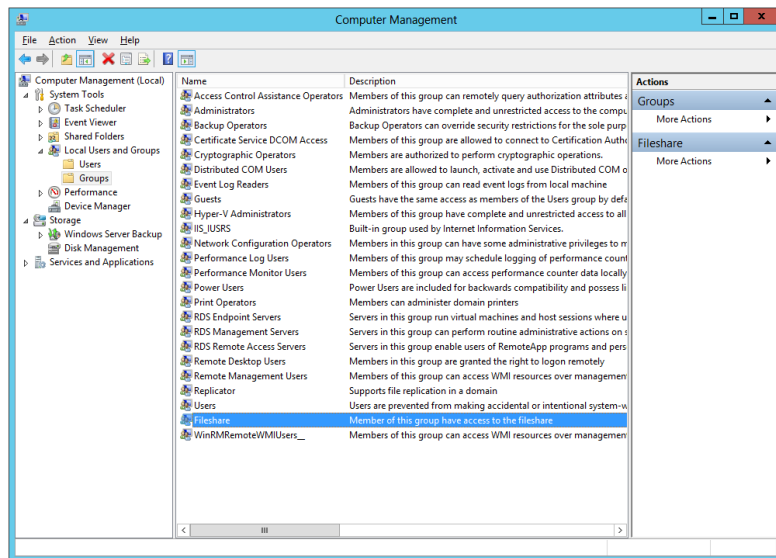 Computer Management
File Action View Help
Computer Management (Local)
System Tools
Task Scheduler
Event Viewer
Shared Folders
Local Users and Groups
Users
Groups
Performance
Device Manager
Storage
Windows Server Backup
Disk Management
Services and Applications
Name Description
Access Control Assistance Operators Members of this group can remotely query authorization attributes
Administrators Administrators have complete and unrestricted access to the
Backup Operators Backup Operators can override security restrictions for the sole
Certificate Service DCOM Access Members of this group are allowed to connect to
Cryptographic Operators Members are authorized to perform cryptographic operations.
Distributed COM Users Members are allowed to launch, activate and use Distributed COM
Event Log Readers Members of this group can read event logs from local machine
Guests Guests have the same access as members of the Users group by
Hyper-V Administrators Members of this group have complete and unrestricted access to all
IIS_IUSRS Built-in group used by Internet Information Services.
Network Configuration Operators Members in this group can have some administrative privileges to
Performance Log Users Members of this group may schedule logging of performance
Performance Monitor Users Members of this group can access performance counter data locally
Power Users Power Users are included for backwards compatibility and possess
Print Operators Members can administer domain printers
RDS Endpoint Servers Servers in this group run virtual machines and host sessions where
RDS Management Servers Servers in this group can perform routine administrative actions on
RDS Remote Access Servers Servers in this group enable users of RemoteApp programs and
Remote Desktop Users Members in this group are granted the right to logon remotely
Remote Management Users Members of this group can access WMI resources over
Replicator Supports file replication in a domain
Users Users are prevented from making accidental or intentional
Fileshare Member of this group have access to the fileshare
WinRMRemoteWMIUsers__ Members of this group can access WMI resources over
Actions
Groups
More Actions
Fileshare
More Actions